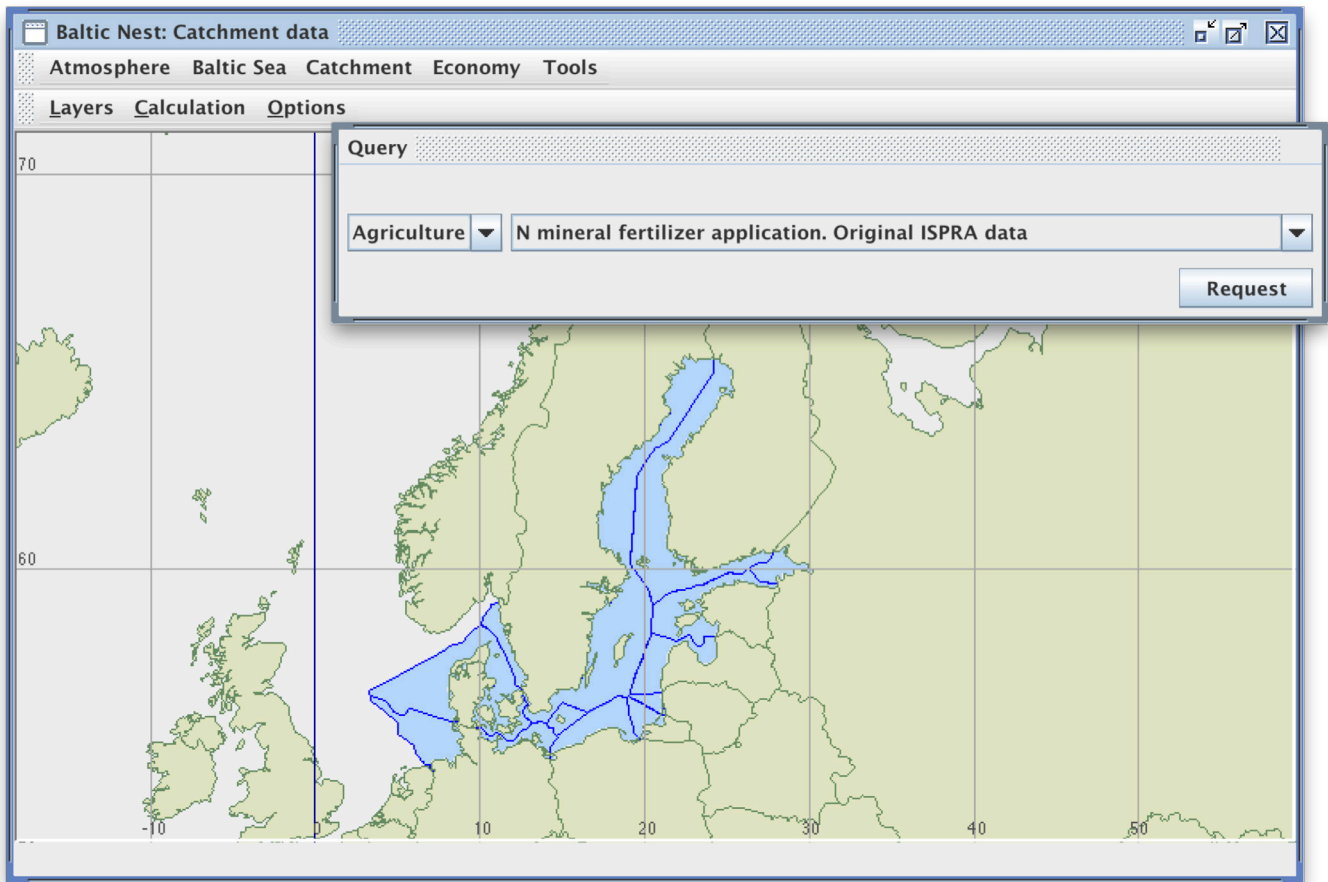 Baltic Nest: Catchment data
Atmosphere Baltic Sea Catchment Economy Tools
Layers Calculation Options
Query
Agriculture N mineral fertilizer application. Original ISPRA data
Request
70
60
-10 0 10 20 30 40 50